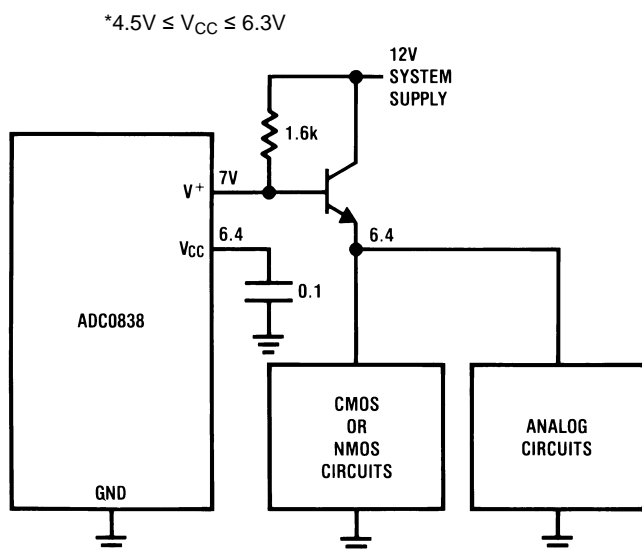 *4.5V ≤ VCC ≤ 6.3V
12V
SYSTEM
SUPPLY
1.6k
V+
7V
VCC
6.4
6.4
0.1
ADC0838
CMOS
OR
NMOS
CIRCUITS
ANALOG
CIRCUITS
GND